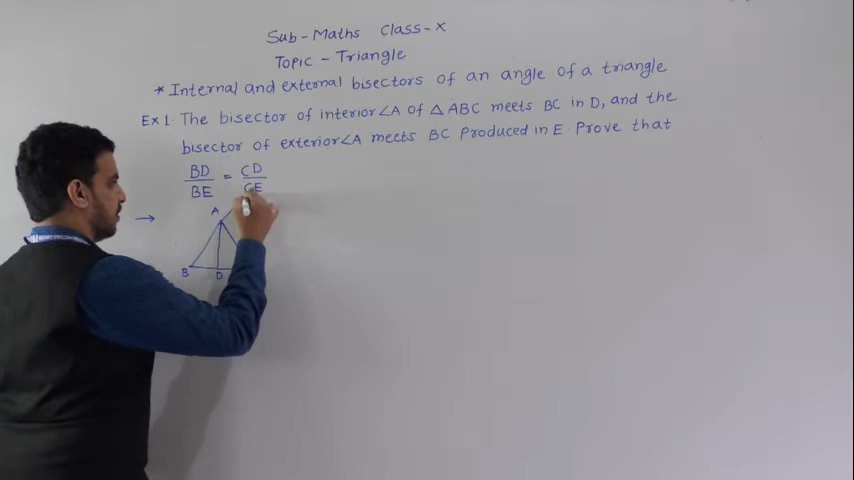 Sub - Maths Class - X
Topic - Triangle
* Internal and external bisectors of an angle of a triangle
Ex 1. The bisector of interior ∠A of △ABC meets BC in D, and the
bisector of exterior ∠A meets BC Produced in E. Prove that
BD/BE = CD/CE
→
A
B D